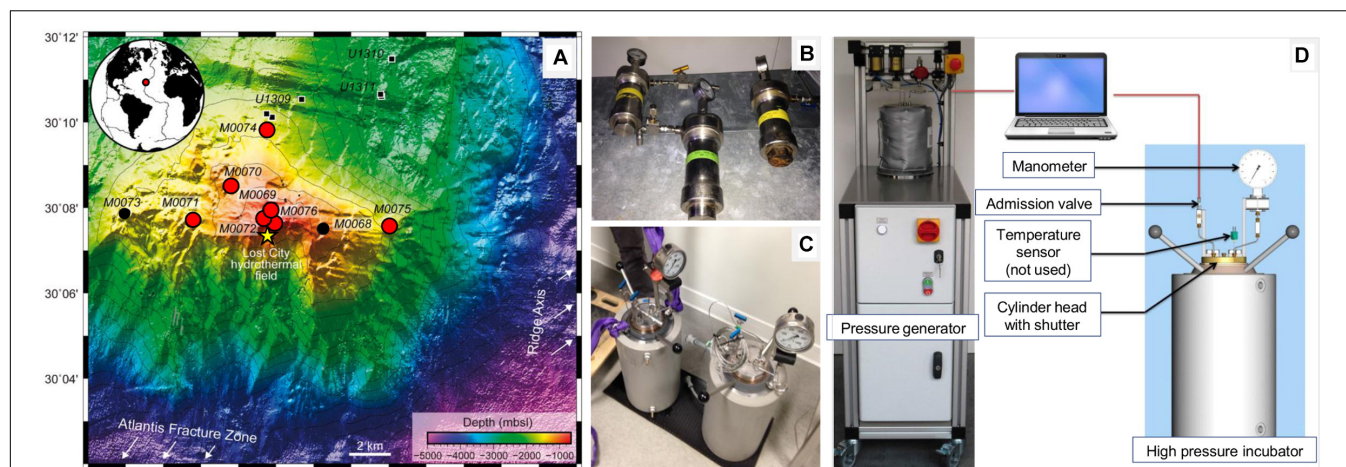 30°12'
30°10'
30°08'
30°06'
30°04'
A
U1310
U1309
U1311
M0074
M0070
M0069
M0073
M0071
M0076
M0075
M0072
M0068
Lost City
hydrothermal
field
Ridge Axis
Atlantis Fracture Zone
2 km
Depth (mbsl)
−5000 −4000 −3000 −2000 −1000
B
C
D
Pressure generator
Manometer
Admission valve
Temperature
sensor
(not used)
Cylinder head
with shutter
High pressure incubator